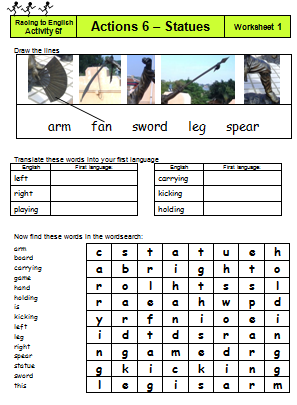 Racing to English
Activity 6f
Actions 6 – Statues
Worksheet 1
Draw the lines
arm fan sword leg spear
Translate these words into your first language
English First language: English First language:
left carrying
right kicking
playing holding
Now find these words in the wordsearch:
arm
board
carrying
game
hand
holding
is
kicking
left
leg
right
spear
statue
sword
this
c s t a t u e h
a b r i g h t o
r o l h t s s l
r a e a h w p d
y r f n i o e i
i d t d s r a n
n g a m e d r g
g k i c k i n g
l e g i s a r m